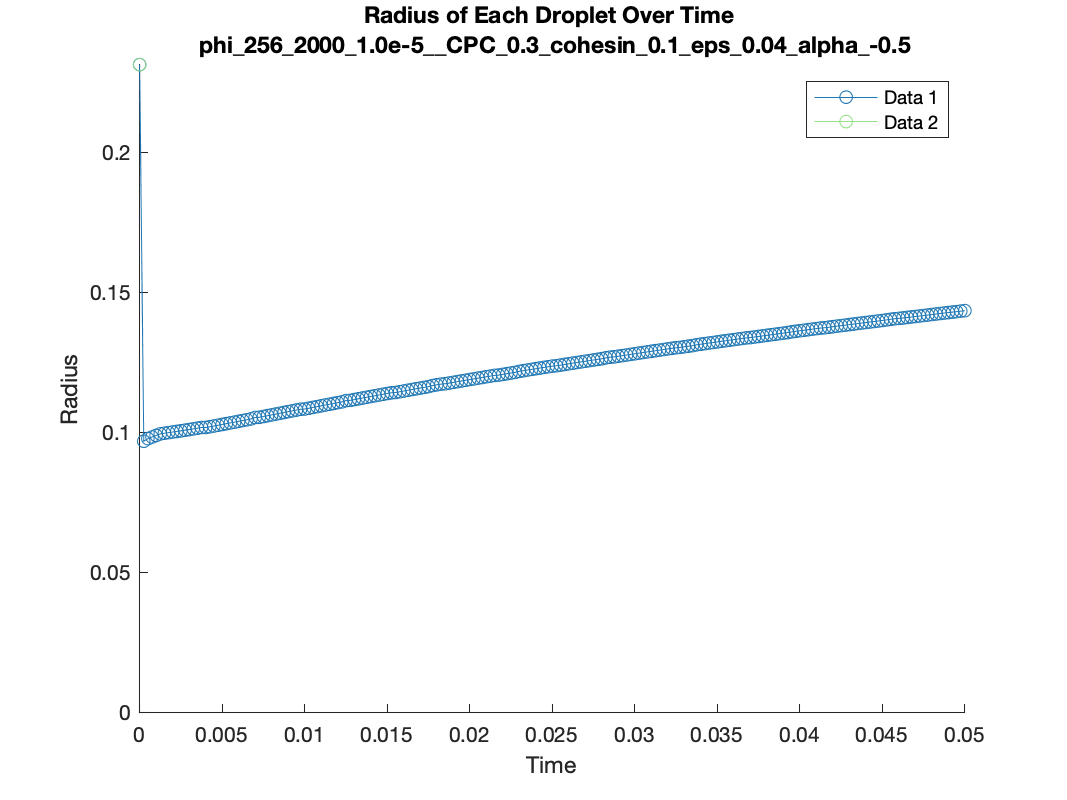 Radius of Each Droplet Over Time
phi_256_2000_1.0e-5__CPC_0.3_cohesin_0.1_eps_0.04_alpha_-0.5
Data 1
Data 2
Radius
0.2
0.15
0.1
0.05
0
0 0.005 0.01 0.015 0.02 0.025 0.03 0.035 0.04 0.045 0.05
Time